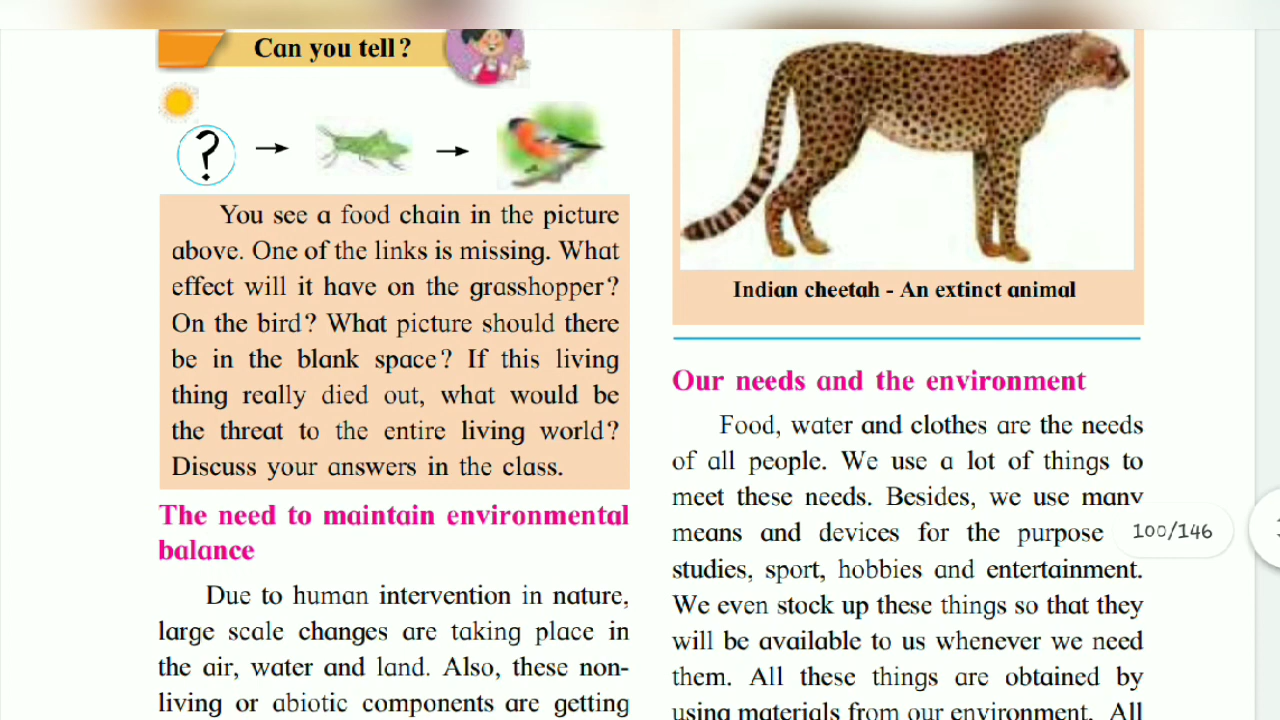 Can you tell?
?
You see a food chain in the picture
above. One of the links is missing. What
effect will it have on the grasshopper?
On the bird? What picture should there
be in the blank space? If this living
thing really died out, what would be
the threat to the entire living world?
Discuss your answers in the class.
The need to maintain environmental
balance
Due to human intervention in nature,
large scale changes are taking place in
the air, water and land. Also, these non-
living or abiotic components are getting
Indian cheetah - An extinct animal
Our needs and the environment
Food, water and clothes are the needs
of all people. We use a lot of things to
meet these needs. Besides, we use many
means and devices for the purpose
studies, sport, hobbies and entertainment.
We even stock up these things so that they
will be available to us whenever we need
them. All these things are obtained by
using materials from our environment. All
100/146